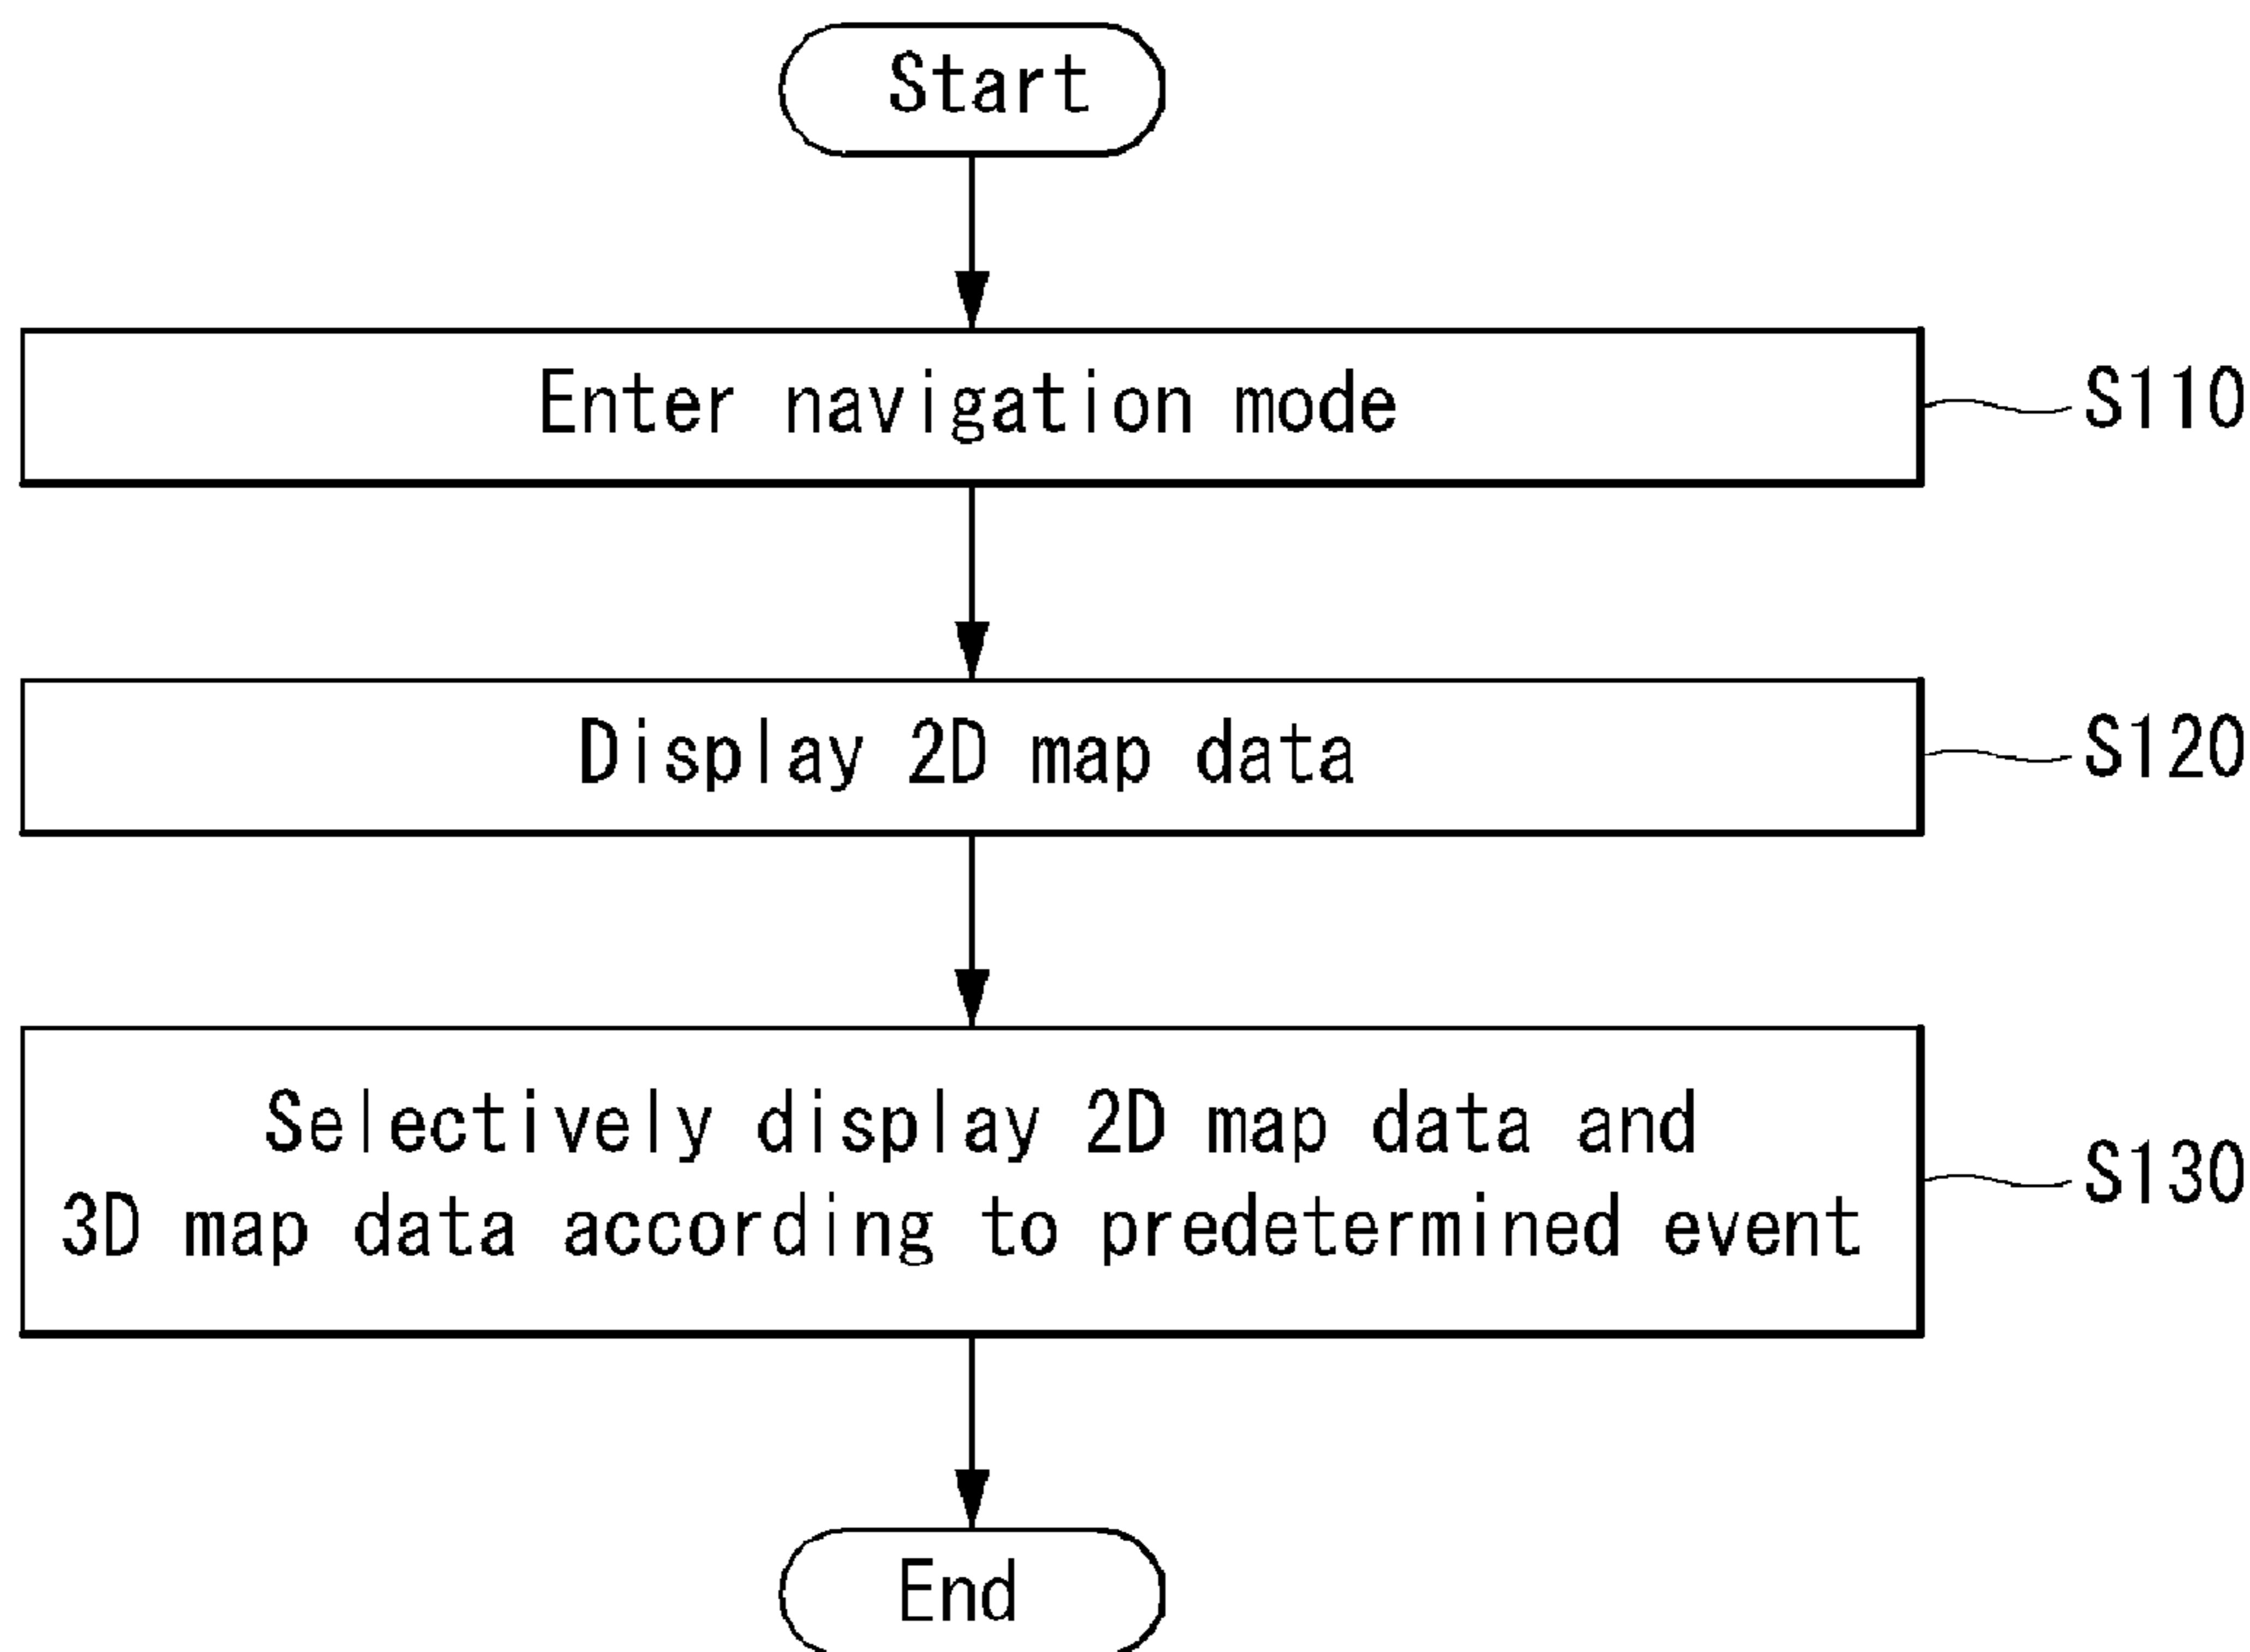 Start
Enter navigation mode
S110
Display 2D map data
S120
Selectively display 2D map data and
3D map data according to predetermined event
S130
End